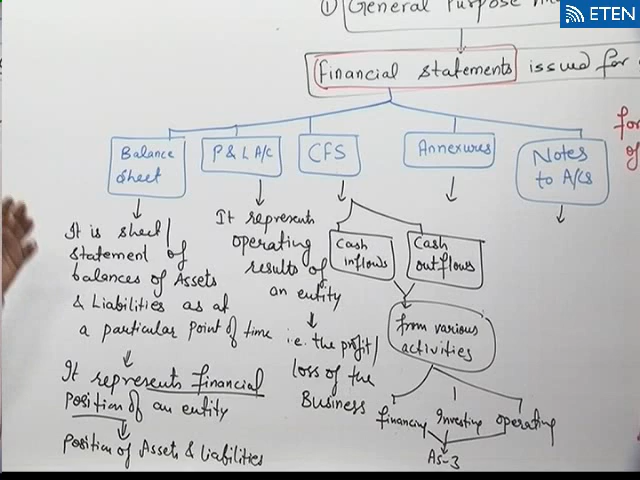 ① General Purpose
ETEN
Financial Statements issued for
for
of
Balance Sheet
P & L A/c
CFS
Annexures
Notes to A/Cs
It is sheet/
statement of
balances of Assets
& Liabilities as at
a particular point of time
It represents financial
position of an entity
position of Assets & Liabilities
It represents
operating
results of
an entity
i.e. the profit/
loss of the
Business
Cash inflows
Cash outflows
from various
activities
financing Investing operating
AS-3